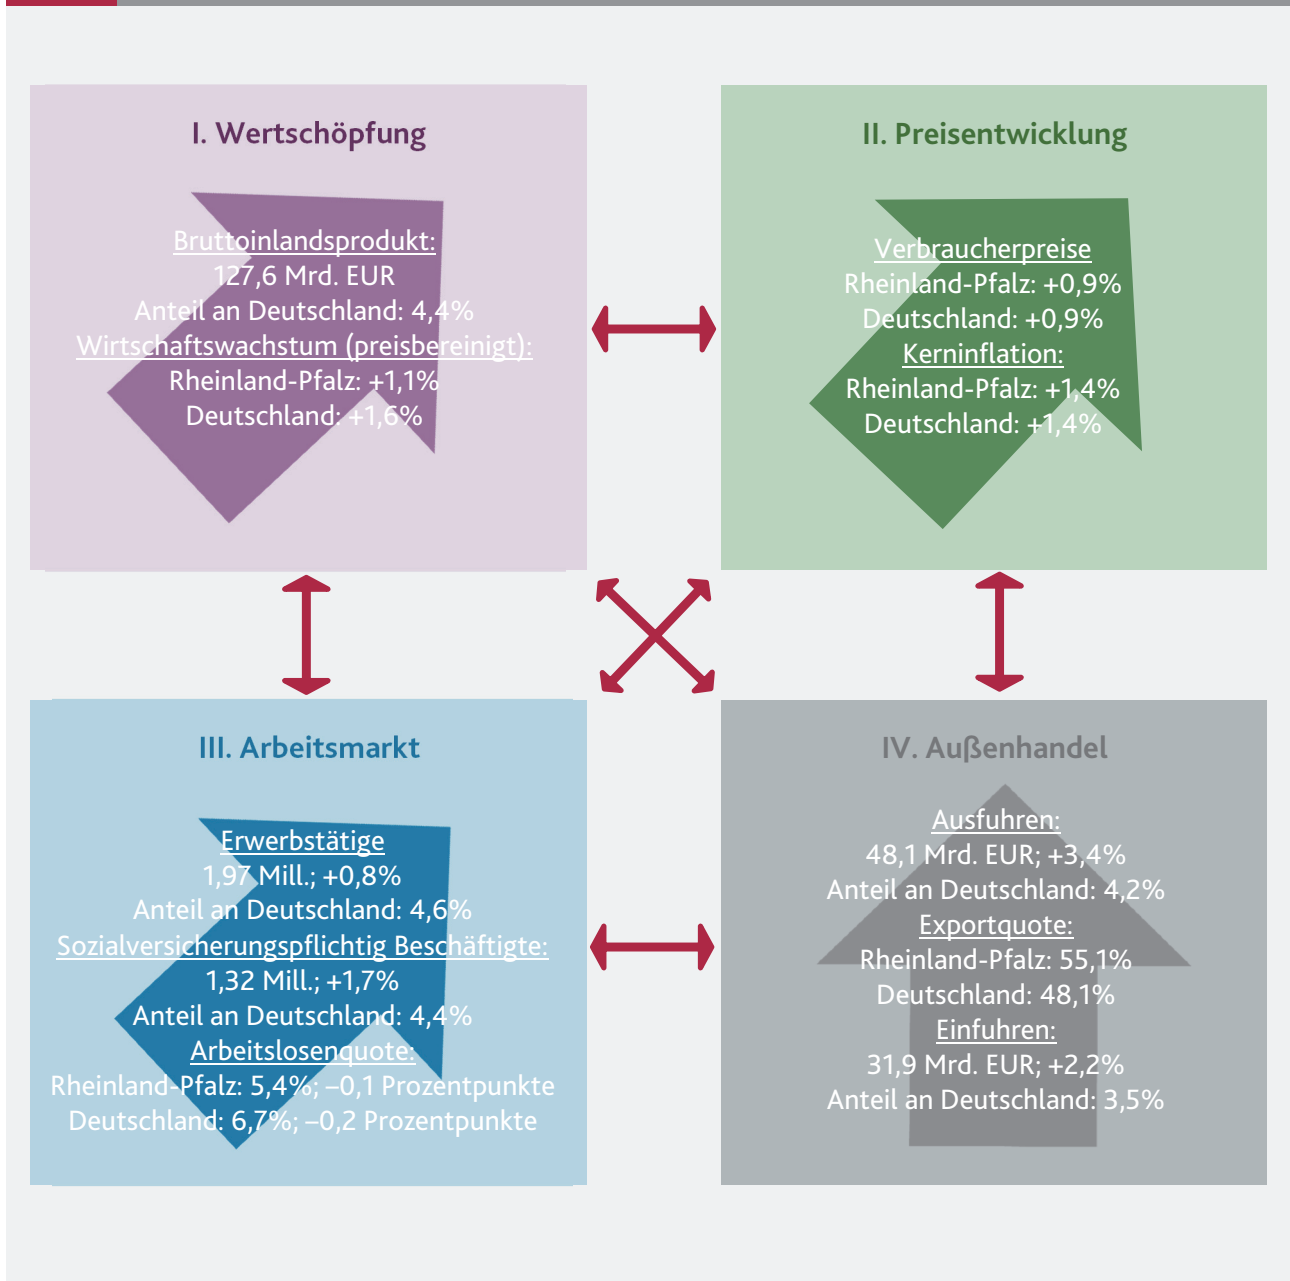 I. Wertschöpfung
Bruttoinlandsprodukt:
127,6 Mrd. EUR
Anteil an Deutschland: 4,4%
Wirtschaftswachstum (preisbereinigt):
Rheinland-Pfalz: +1,1%
Deutschland: +1,6%
II. Preisentwicklung
Verbraucherpreise
Rheinland-Pfalz: +0,9%
Deutschland: +0,9%
Kerninflation:
Rheinland-Pfalz: +1,4%
Deutschland: +1,4%
III. Arbeitsmarkt
Erwerbstätige
1,97 Mill.; +0,8%
Anteil an Deutschland: 4,6%
Sozialversicherungspflichtig Beschäftigte:
1,32 Mill.; +1,7%
Anteil an Deutschland: 4,4%
Arbeitslosenquote:
Rheinland-Pfalz: 5,4%; –0,1 Prozentpunkte
Deutschland: 6,7%; –0,2 Prozentpunkte
IV. Außenhandel
Ausfuhren:
48,1 Mrd. EUR; +3,4%
Anteil an Deutschland: 4,2%
Exportquote:
Rheinland-Pfalz: 55,1%
Deutschland: 48,1%
Einfuhren:
31,9 Mrd. EUR; +2,2%
Anteil an Deutschland: 3,5%